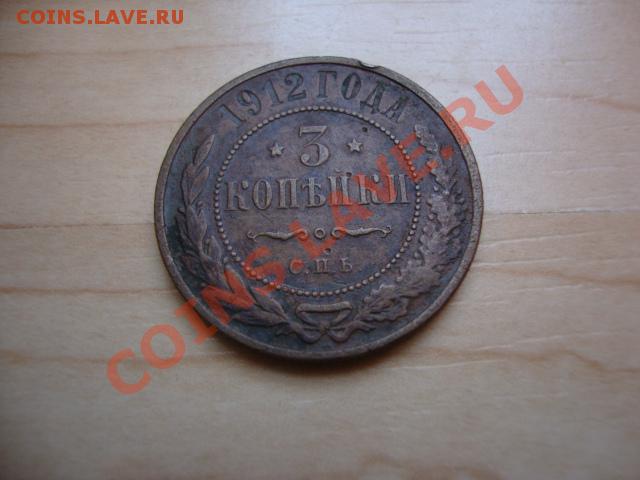 COINS.LAVE.RU
1912 ГОДА
3
КОПѢЙКИ
С.П.Б.
COINS.LAVE.RU